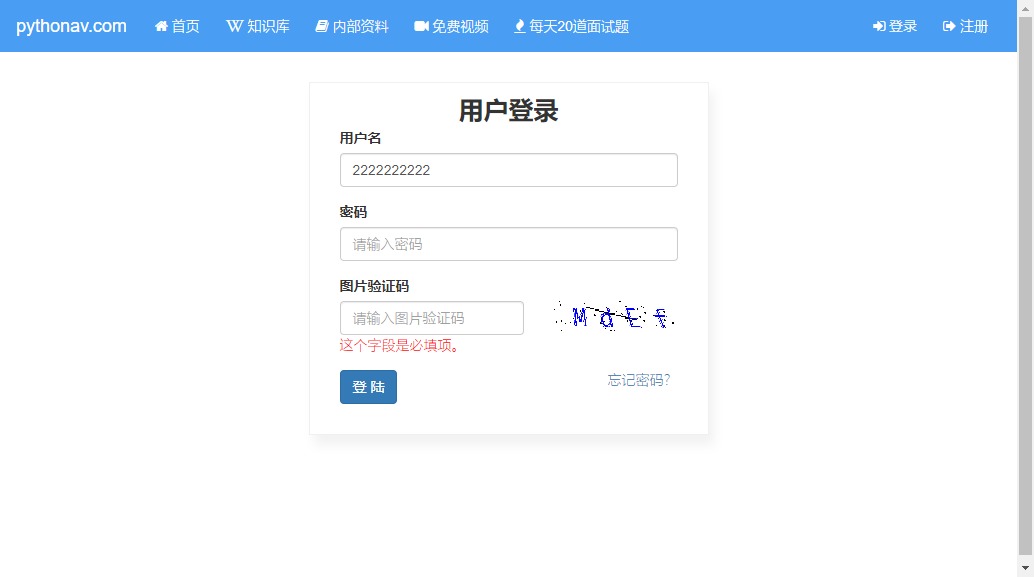 pythonav.com 首页 知识库 内部资料 免费视频 每天20道面试题 登录 注册
用户登录
用户名
2222222222
密码
请输入密码
图片验证码
请输入图片验证码
这个字段是必填项。
登 陆 忘记密码？